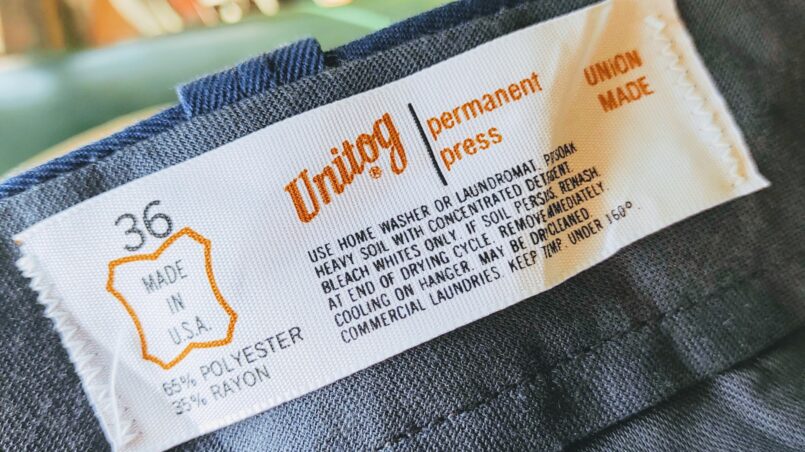 36
MADE
IN
U.S.A.
65% POLYESTER
35% RAYON
Unitog®
permanent
press
USE HOME WASHER OR LAUNDROMAT. PRESOAK
HEAVY SOIL WITH CONCENTRATED DETERGENT.
BLEACH WHITES ONLY. IF SOIL PERSISTS, REWASH.
AT END OF DRYING CYCLE. REMOVE IMMEDIATELY.
COOLING ON HANGER. MAY BE DRYCLEANED.
COMMERCIAL LAUNDRIES. KEEP TEMP. UNDER 160°.
UNION
MADE